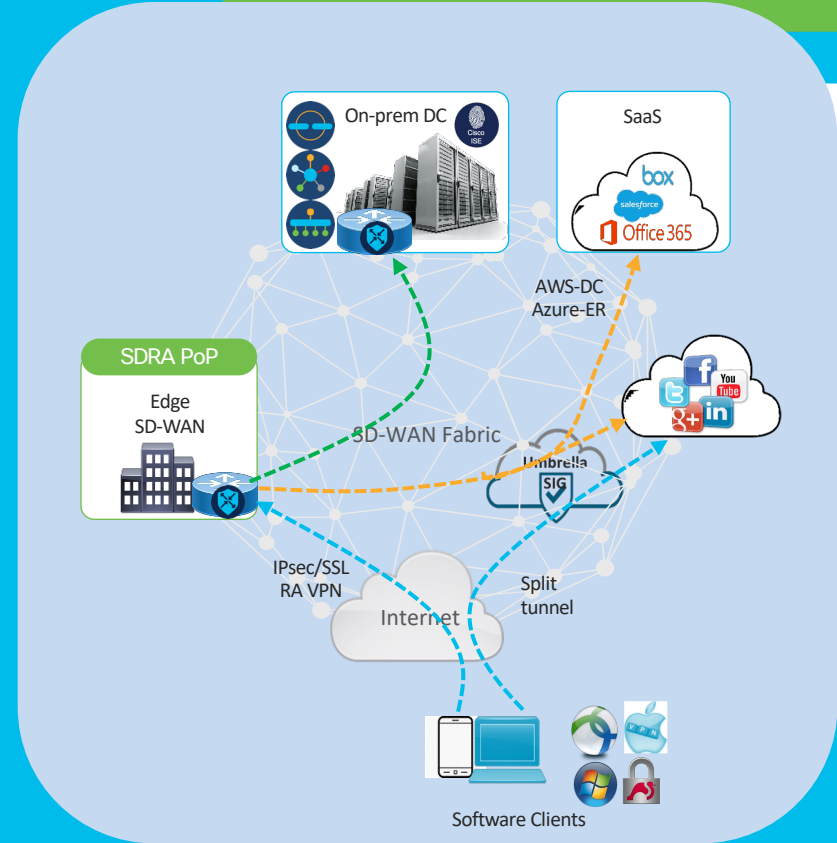 On-prem DC
Cisco
ISE
SaaS
box
salesforce
Office 365
AWS-DC
Azure-ER
SDRA PoP
Edge
SD-WAN
f
You
Tube
t
g+
in
SD-WAN Fabric
Umbrella
SIG
IPsec/SSL
RA VPN
Split
tunnel
Internet
VPN
Software Clients